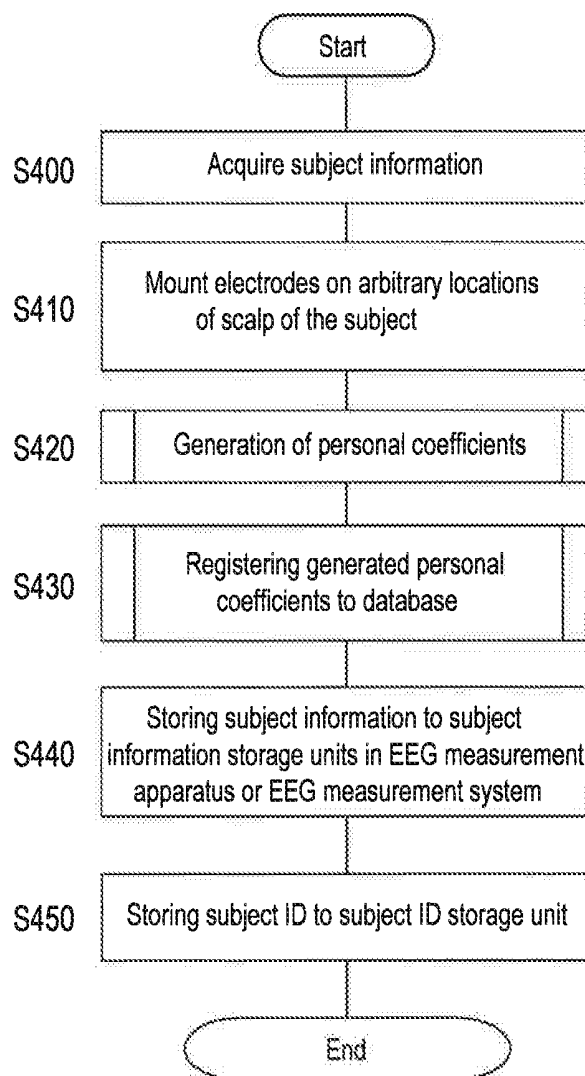 Start
S400
Acquire subject information
S410
Mount electrodes on arbitrary locations
of scalp of the subject
S420
Generation of personal coefficients
S430
Registering generated personal
coefficients to database
S440
Storing subject information to subject
information storage units in EEG measurement
apparatus or EEG measurement system
S450
Storing subject ID to subject ID storage unit
End